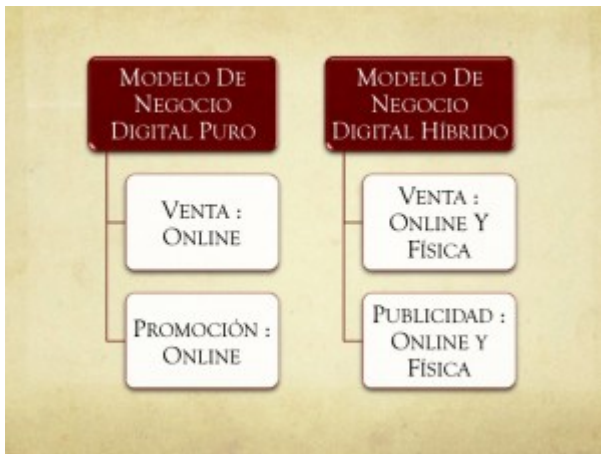 Modelo De
Negocio
Digital Puro
Venta :
Online
Promoción :
Online
Modelo De
Negocio
Digital Híbrido
Venta :
Online Y
Física
Publicidad :
Online y
Física